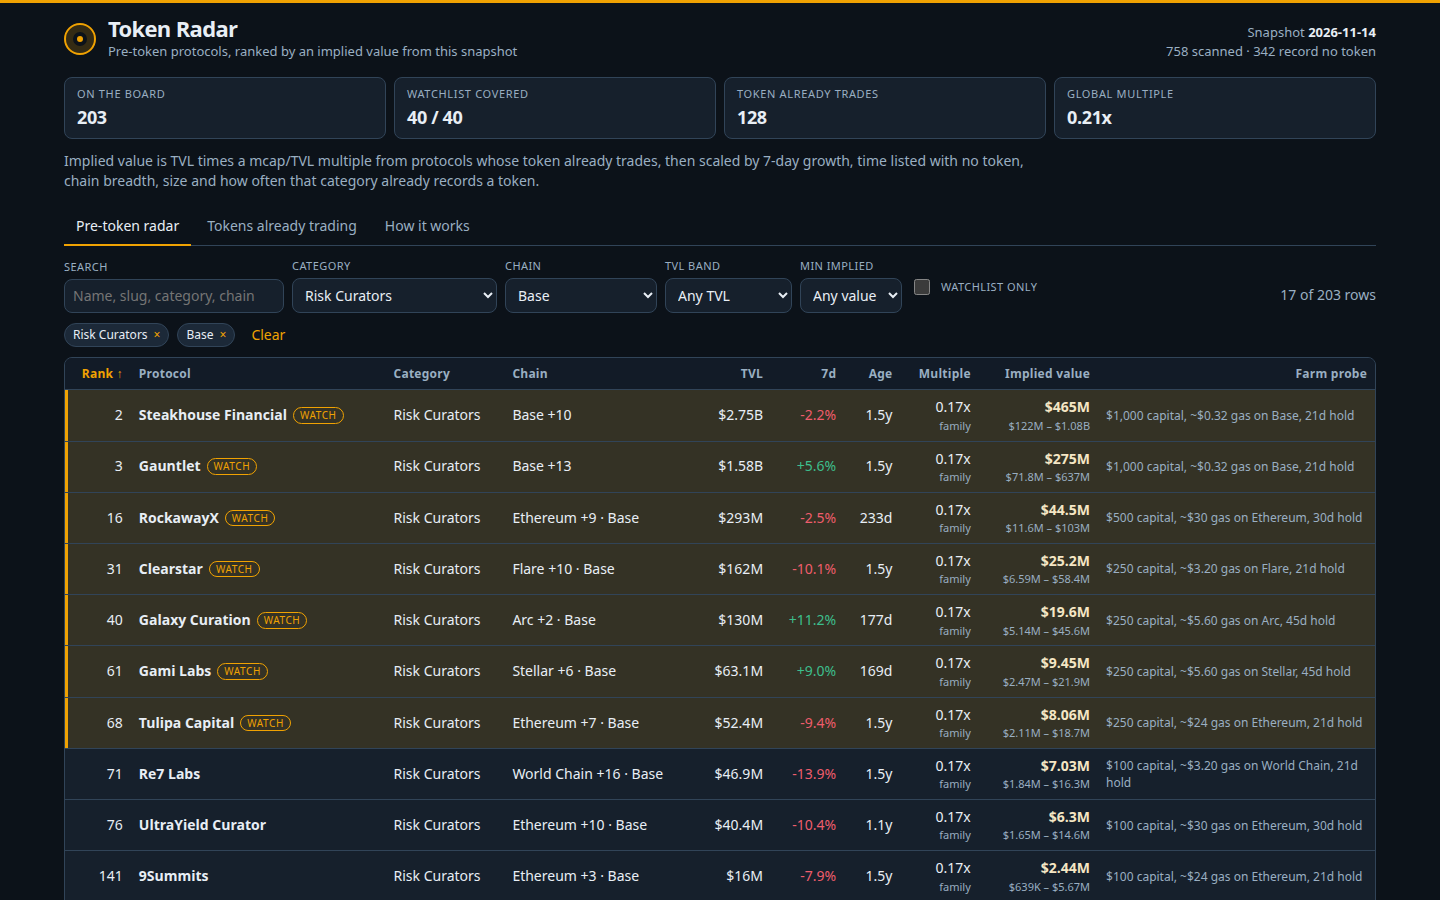 Token Radar
Pre-token protocols, ranked by an implied value from this snapshot
Snapshot 2026-11-14
758 scanned · 342 record no token
ON THE BOARD
203
WATCHLIST COVERED
40 / 40
TOKEN ALREADY TRADES
128
GLOBAL MULTIPLE
0.21x
Implied value is TVL times a mcap/TVL multiple from protocols whose token already trades, then scaled by 7-day growth, time listed with no token,
chain breadth, size and how often that category already records a token.
Pre-token radar Tokens already trading How it works
SEARCH CATEGORY CHAIN TVL BAND MIN IMPLIED
Name, slug, category, chain Risk Curators Base Any TVL Any value WATCHLIST ONLY 17 of 203 rows
Risk Curators × Base × Clear
Rank ↑ Protocol Category Chain TVL 7d Age Multiple Implied value Farm probe
2 Steakhouse Financial WATCH Risk Curators Base +10 $2.75B -2.2% 1.5y 0.17x $465M $1,000 capital, ~$0.32 gas on Base, 21d hold
family $122M – $1.08B
3 Gauntlet WATCH Risk Curators Base +13 $1.58B +5.6% 1.5y 0.17x $275M $1,000 capital, ~$0.32 gas on Base, 21d hold
family $71.8M – $637M
16 RockawayX WATCH Risk Curators Ethereum +9 · Base $293M -2.5% 233d 0.17x $44.5M $500 capital, ~$30 gas on Ethereum, 30d hold
family $11.6M – $103M
31 Clearstar WATCH Risk Curators Flare +10 · Base $162M -10.1% 1.5y 0.17x $25.2M $250 capital, ~$3.20 gas on Flare, 21d hold
family $6.59M – $58.4M
40 Galaxy Curation WATCH Risk Curators Arc +2 · Base $130M +11.2% 177d 0.17x $19.6M $250 capital, ~$5.60 gas on Arc, 45d hold
family $5.14M – $45.6M
61 Gami Labs WATCH Risk Curators Stellar +6 · Base $63.1M +9.0% 169d 0.17x $9.45M $250 capital, ~$5.60 gas on Stellar, 45d hold
family $2.47M – $21.9M
68 Tulipa Capital WATCH Risk Curators Ethereum +7 · Base $52.4M -9.4% 1.5y 0.17x $8.06M $250 capital, ~$24 gas on Ethereum, 21d hold
family $2.11M – $18.7M
71 Re7 Labs Risk Curators World Chain +16 · Base $46.9M -13.9% 1.5y 0.17x $7.03M $100 capital, ~$3.20 gas on World Chain, 21d
family $1.84M – $16.3M hold
76 UltraYield Curator Risk Curators Ethereum +10 · Base $40.4M -10.4% 1.1y 0.17x $6.3M $100 capital, ~$30 gas on Ethereum, 30d hold
family $1.65M – $14.6M
141 9Summits Risk Curators Ethereum +3 · Base $16M -7.9% 1.5y 0.17x $2.44M $100 capital, ~$24 gas on Ethereum, 21d hold
family $639K – $5.67M